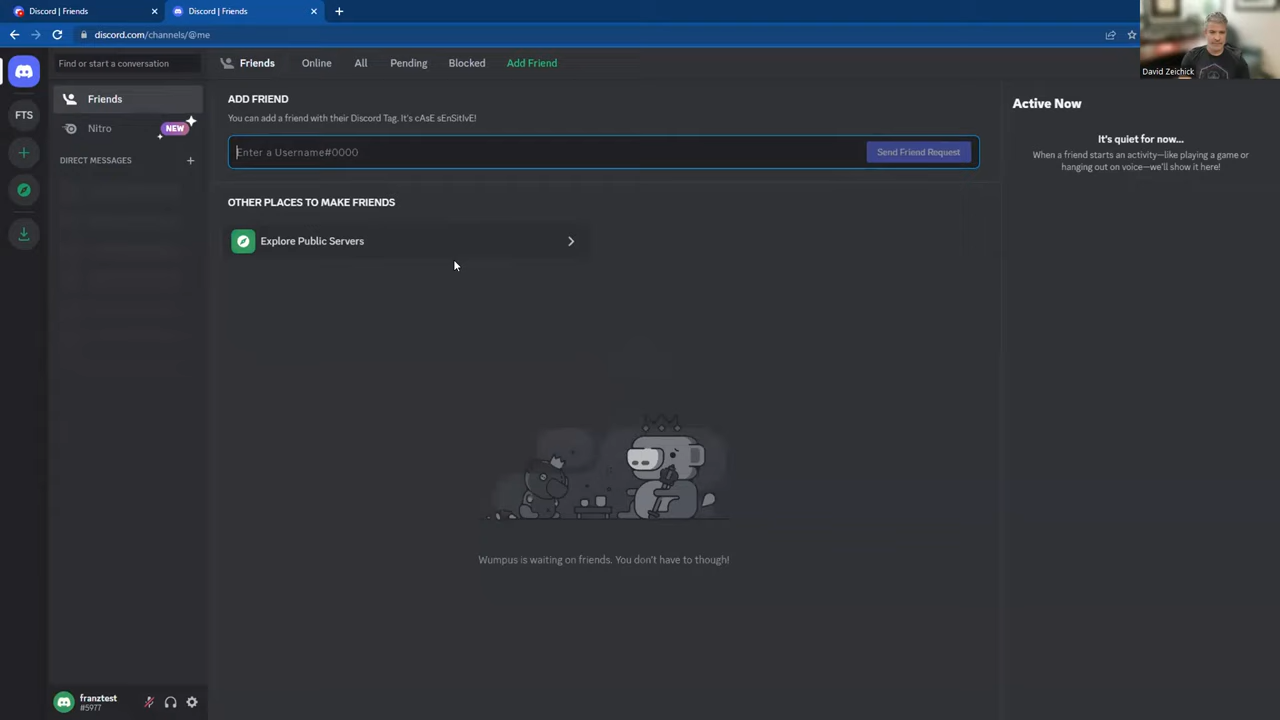 Discord | Friends
Discord | Friends
discord.com/channels/@me
David Zeichick
Find or start a conversation
Friends
Online
All
Pending
Blocked
Add Friend
Friends
Nitro
NEW
DIRECT MESSAGES
FTS
ADD FRIEND
You can add a friend with their Discord Tag. It's cAsE sEnSitIvE!
Enter a Username#0000
Send Friend Request
OTHER PLACES TO MAKE FRIENDS
Explore Public Servers
Wumpus is waiting on friends. You don't have to though!
Active Now
It's quiet for now...
When a friend starts an activity—like playing a game or
hanging out on voice—we'll show it here!
franztest
#5977